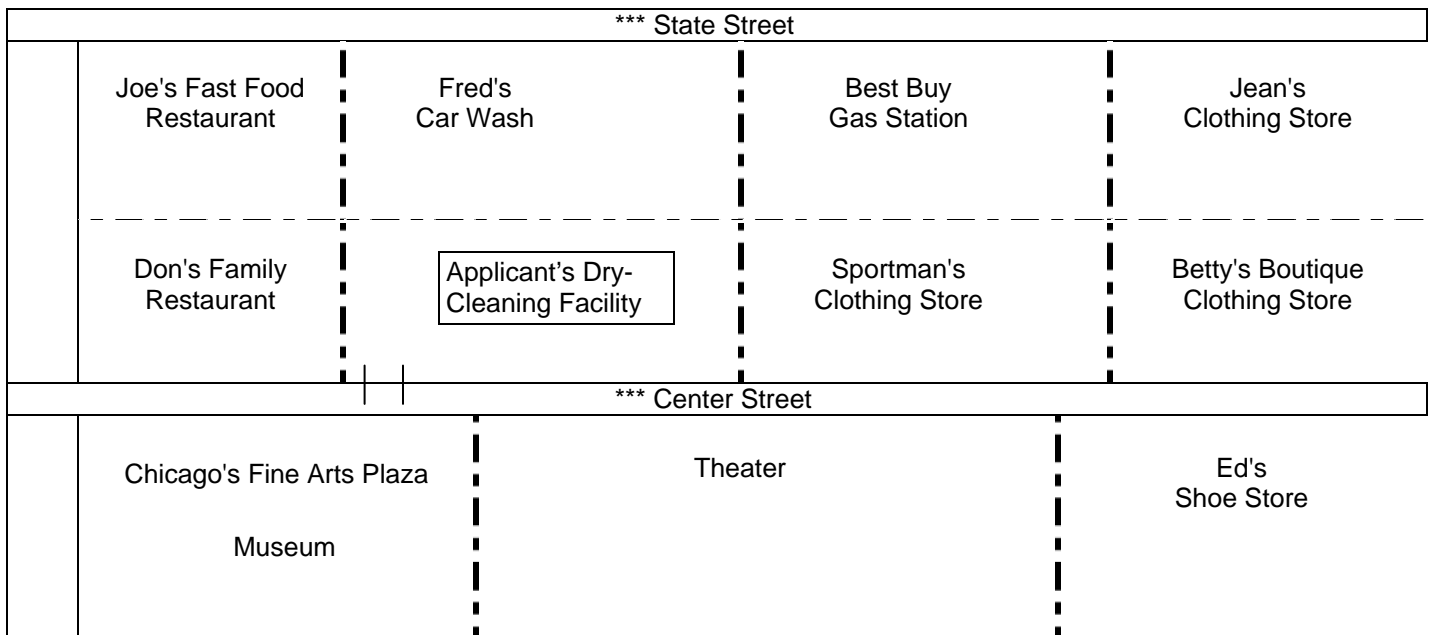 *** State Street
Joe's Fast Food
Restaurant
Fred's
Car Wash
Best Buy
Gas Station
Jean's
Clothing Store
Don's Family
Restaurant
Applicant's Dry-
Cleaning Facility
Sportman's
Clothing Store
Betty's Boutique
Clothing Store
*** Center Street
Chicago's Fine Arts Plaza
Museum
Theater
Ed's
Shoe Store